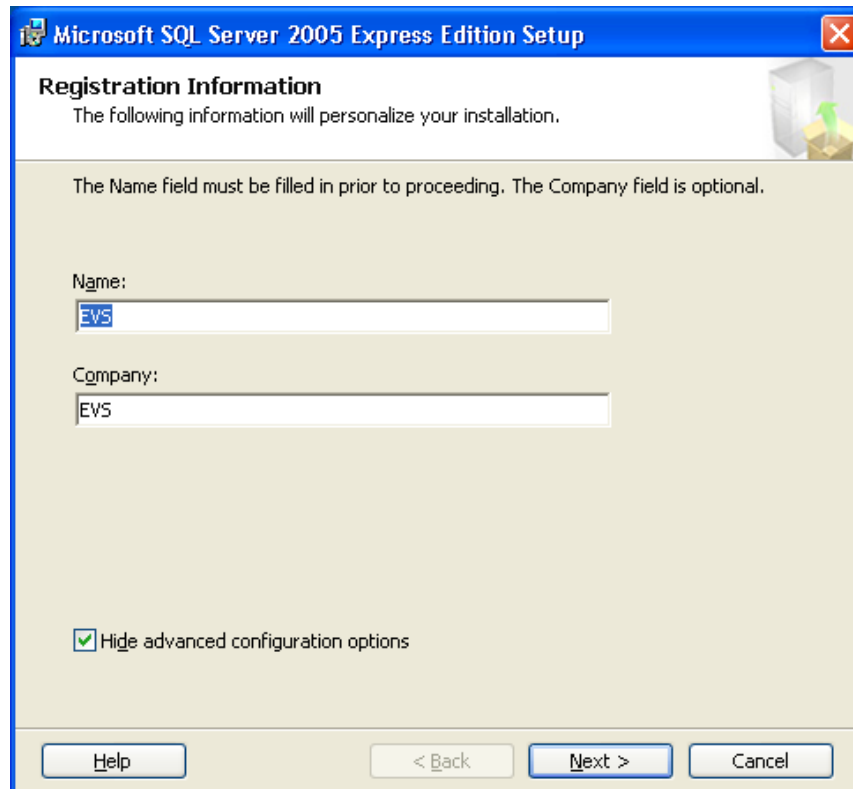 Microsoft SQL Server 2005 Express Edition Setup
Registration Information
The following information will personalize your installation.
The Name field must be filled in prior to proceeding. The Company field is optional.
Name:
EVS
Company:
EVS
Hide advanced configuration options
Help
< Back
Next >
Cancel